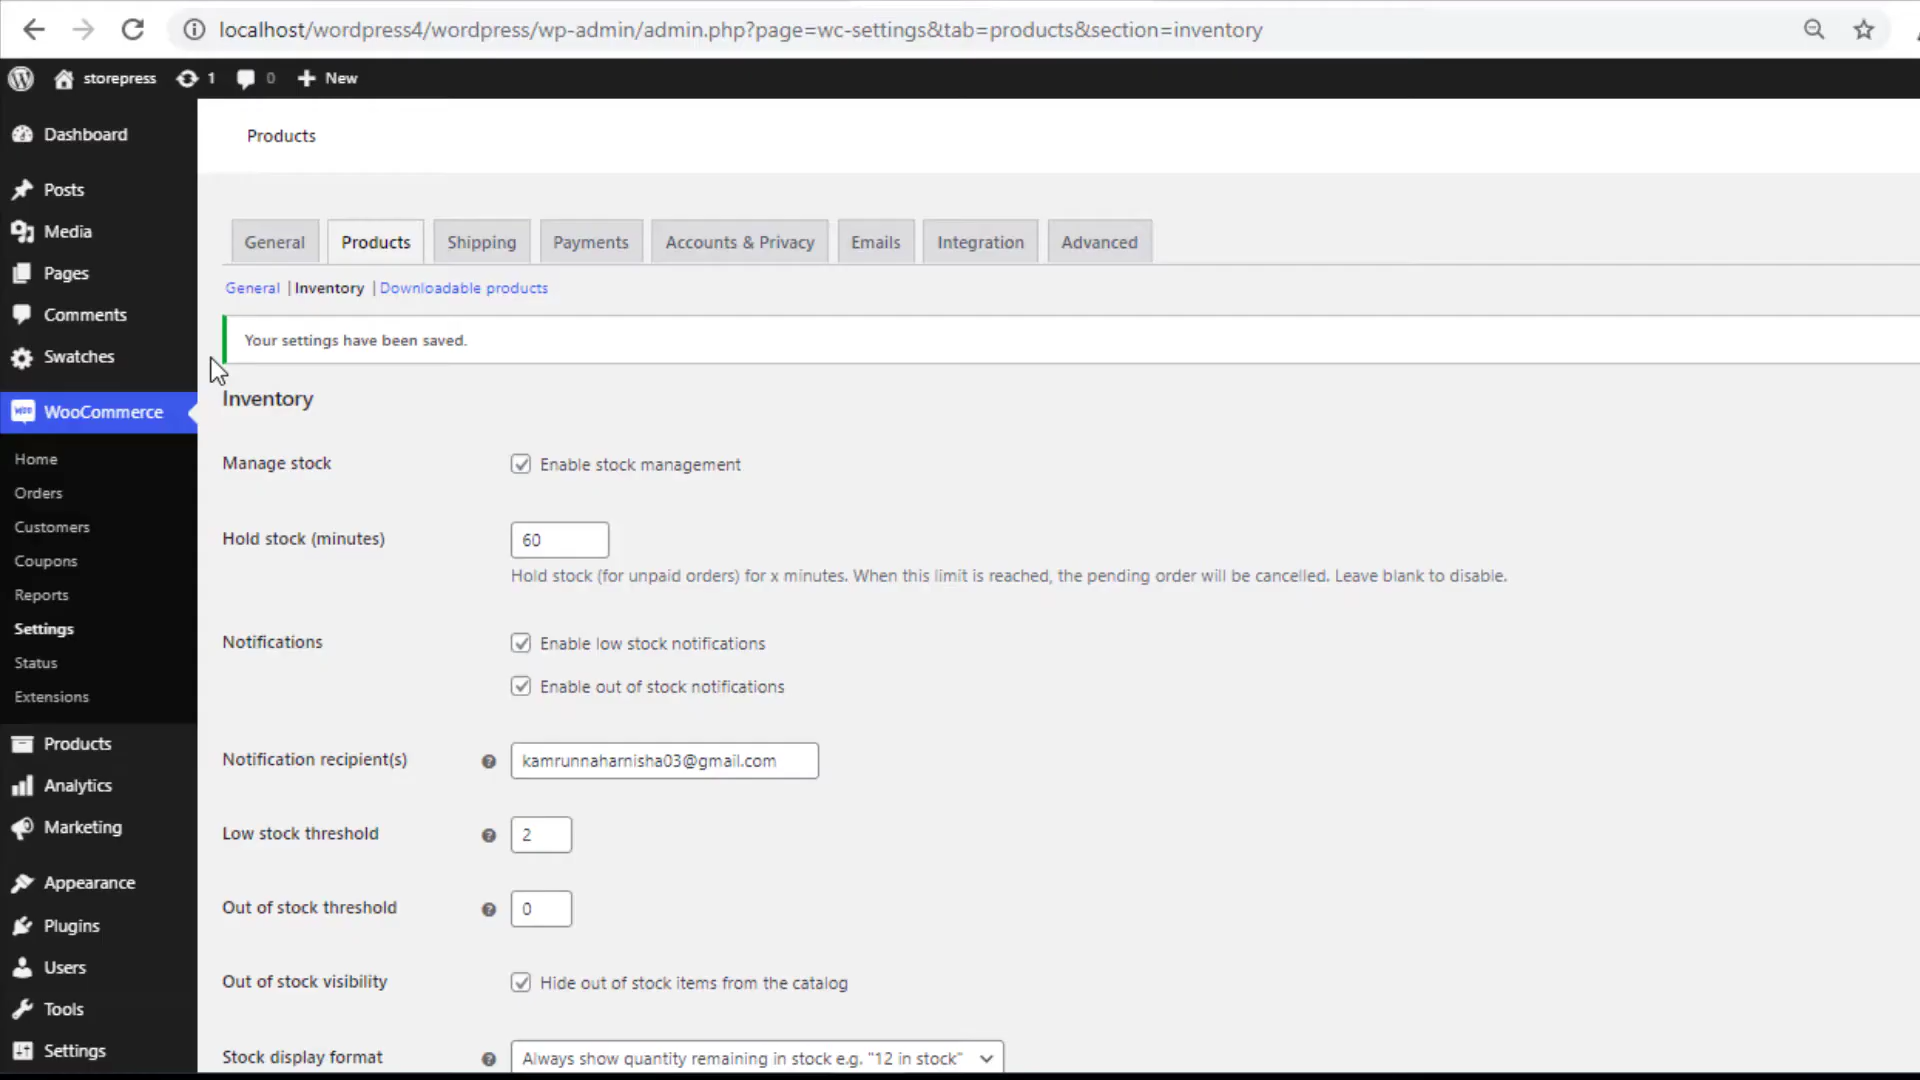 localhost/wordpress4/wordpress/wp-admin/admin.php?page=wc-settings&tab=products&section=inventory
storepress 1 0 New
Dashboard
Posts
Media
Pages
Comments
Swatches
WooCommerce
Home
Orders
Customers
Coupons
Reports
Settings
Status
Extensions
Products
Analytics
Marketing
Appearance
Plugins
Users
Tools
Settings
Products
General Products Shipping Payments Accounts & Privacy Emails Integration Advanced
General | Inventory | Downloadable products
Your settings have been saved.
Inventory
Manage stock Enable stock management
Hold stock (minutes) 60
Hold stock (for unpaid orders) for x minutes. When this limit is reached, the pending order will be cancelled. Leave blank to disable.
Notifications Enable low stock notifications
Enable out of stock notifications
Notification recipient(s) kamrunnaharnisha03@gmail.com
Low stock threshold 2
Out of stock threshold 0
Out of stock visibility Hide out of stock items from the catalog
Stock display format Always show quantity remaining in stock e.g. "12 in stock"